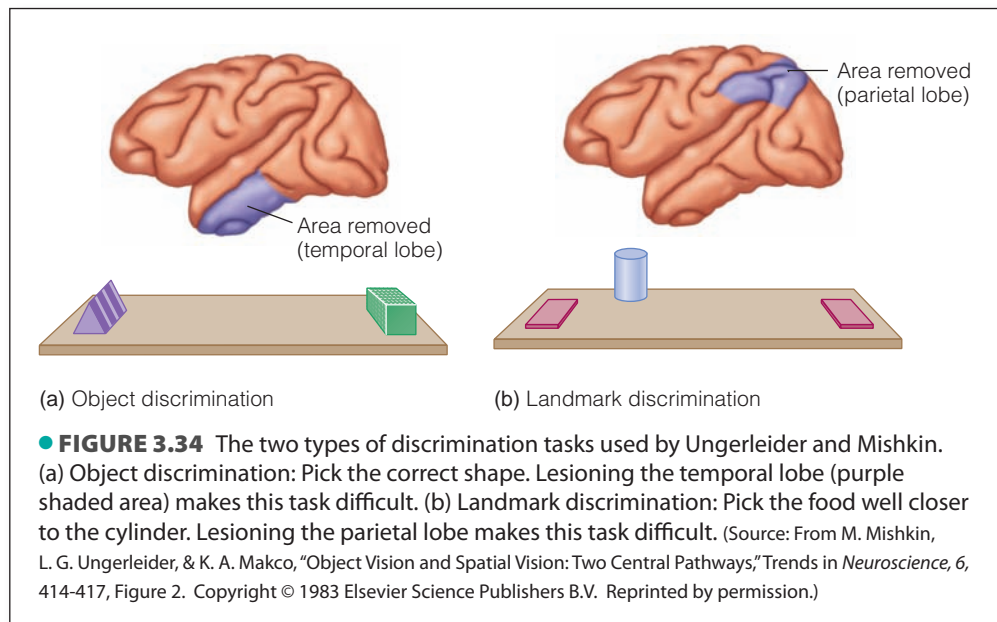 Area removed
(parietal lobe)
Area removed
(temporal lobe)
(a) Object discrimination
(b) Landmark discrimination
● FIGURE 3.34 The two types of discrimination tasks used by Ungerleider and Mishkin.
(a) Object discrimination: Pick the correct shape. Lesioning the temporal lobe (purple
shaded area) makes this task difficult. (b) Landmark discrimination: Pick the food well closer
to the cylinder. Lesioning the parietal lobe makes this task difficult. (Source: From M. Mishkin,
L. G. Ungerleider, & K. A. Makco, “Object Vision and Spatial Vision: Two Central Pathways,” Trends in Neuroscience, 6,
414-417, Figure 2. Copyright © 1983 Elsevier Science Publishers B.V. Reprinted by permission.)